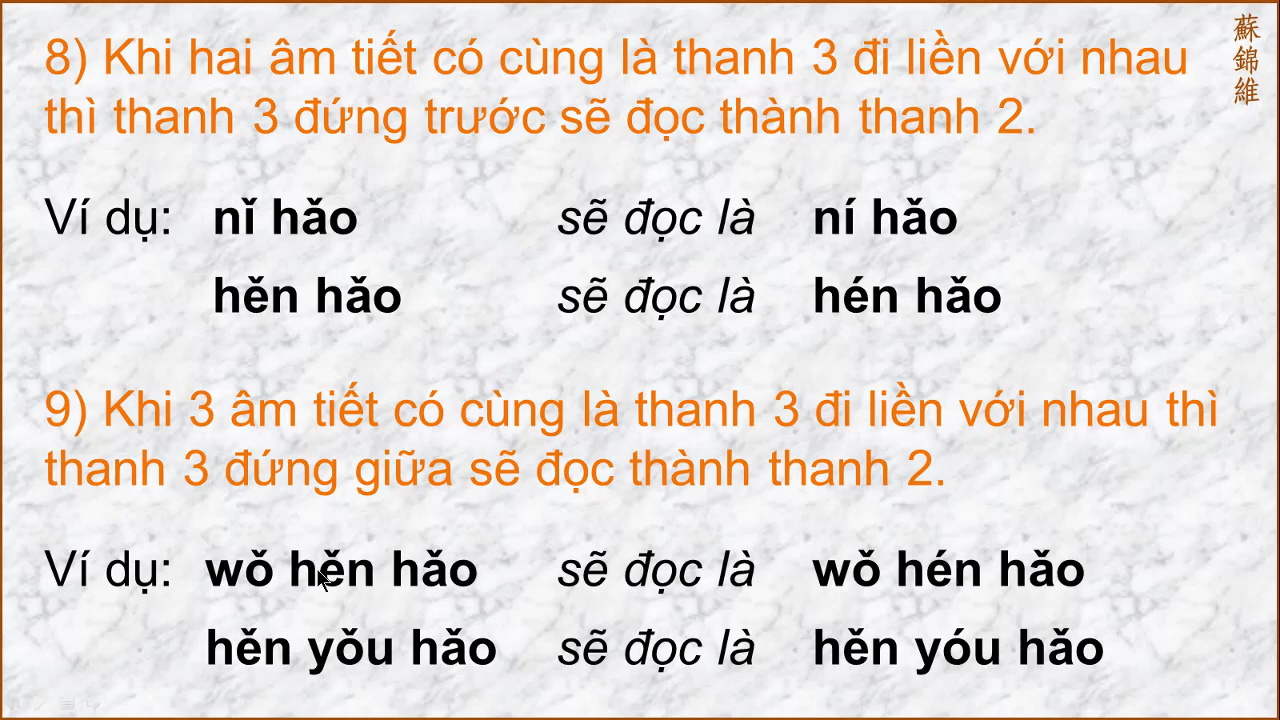 8) Khi hai âm tiết có cùng là thanh 3 đi liền với nhau
thì thanh 3 đứng trước sẽ đọc thành thanh 2.
Ví dụ: nǐ hǎo sẽ đọc là ní hǎo
hěn hǎo sẽ đọc là hén hǎo
9) Khi 3 âm tiết có cùng là thanh 3 đi liền với nhau thì
thanh 3 đứng giữa sẽ đọc thành thanh 2.
Ví dụ: wǒ hěn hǎo sẽ đọc là wǒ hén hǎo
hěn yǒu hǎo sẽ đọc là hěn yóu hǎo
蘇錦維